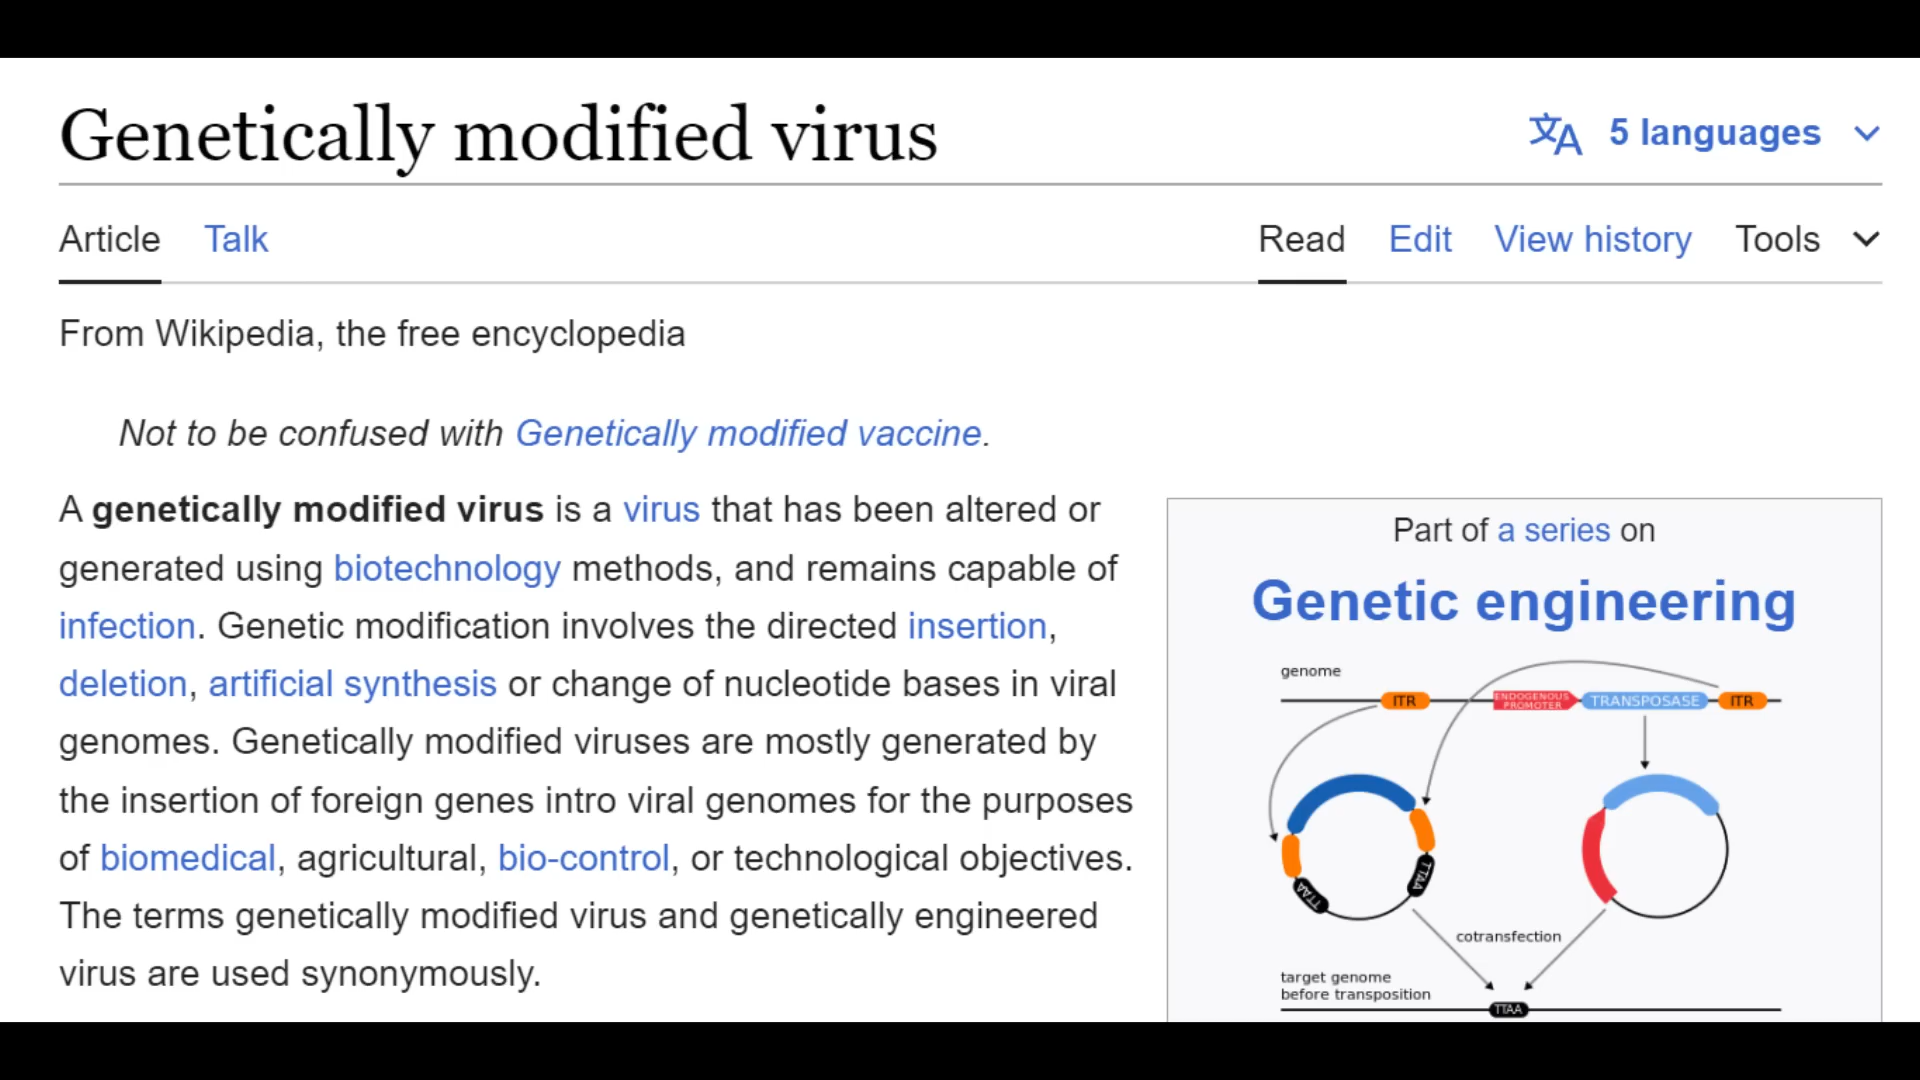 Genetically modified virus
文A 5 languages
Article Talk Read Edit View history Tools
From Wikipedia, the free encyclopedia
Not to be confused with Genetically modified vaccine.
A genetically modified virus is a virus that has been altered or
generated using biotechnology methods, and remains capable of
infection. Genetic modification involves the directed insertion,
deletion, artificial synthesis or change of nucleotide bases in viral
genomes. Genetically modified viruses are mostly generated by
the insertion of foreign genes intro viral genomes for the purposes
of biomedical, agricultural, bio-control, or technological objectives.
The terms genetically modified virus and genetically engineered
virus are used synonymously.
Part of a series on
Genetic engineering
genome
ITR ENDOGENOUS PROMOTER TRANSPOSASE ITR
TTAA TTAA
cotransfection
target genome
before transposition
TTAA